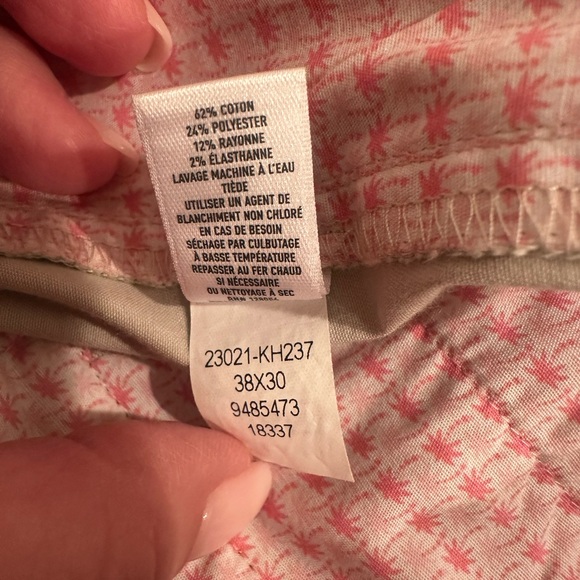 62% COTON
24% POLYESTER
12% RAYONNE
2% ÉLASTHANNE
LAVAGE MACHINE À L'EAU
TIÈDE
UTILISER UN AGENT DE
BLANCHIMENT NON CHLORÉ
EN CAS DE BESOIN
SÉCHAGE PAR CULBUTAGE
À BASSE TEMPÉRATURE
REPASSER AU FER CHAUD
SI NÉCESSAIRE
OU NETTOYAGE À SEC
23021-KH237
38X30
9485473
18337